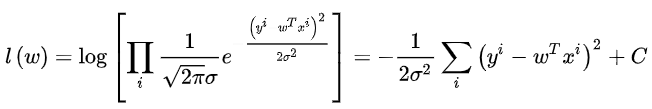 l(w) = log [ ∏_i 1/(√(2π)σ) e^{(y^i w^T x^i)^2/(2σ^2)} ] = −1/(2σ^2) ∑_i (y^i − w^T x^i)^2 + C